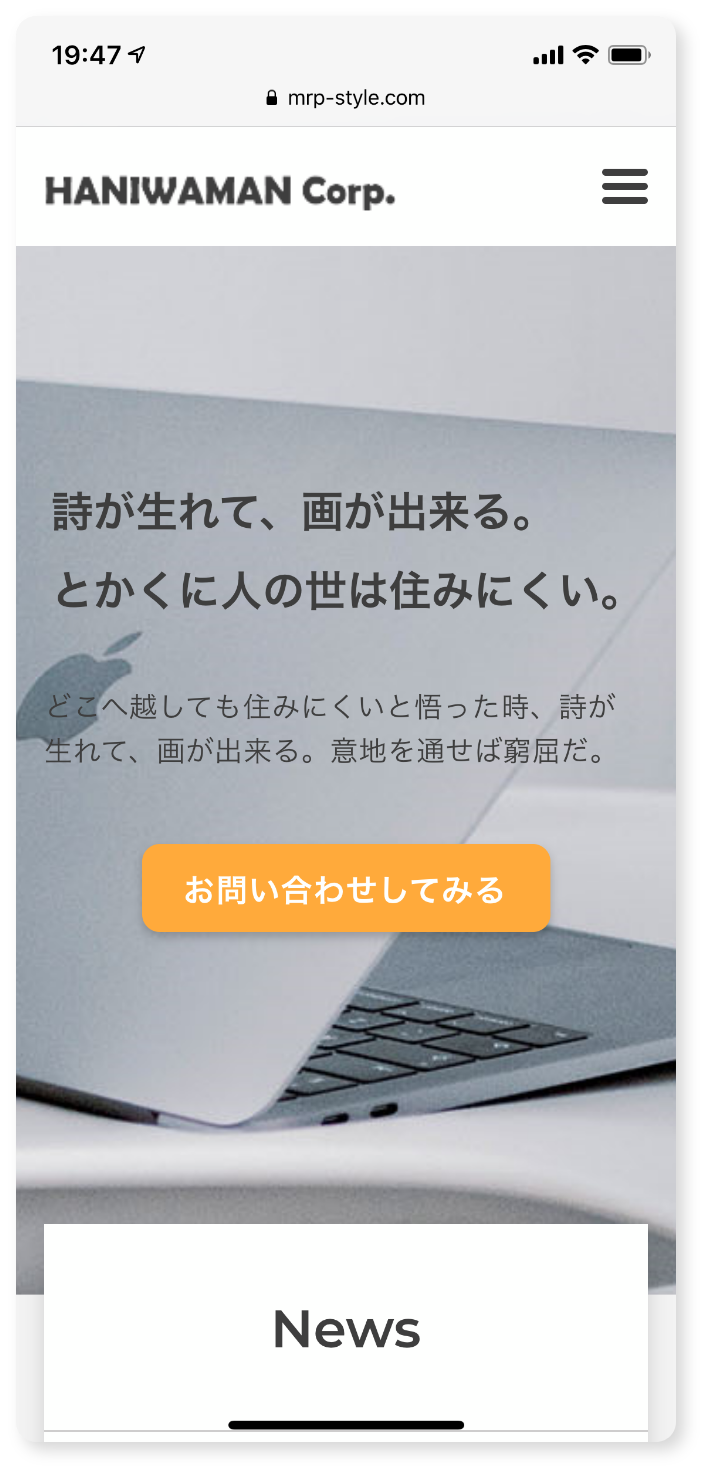 19:47
mrp-style.com
HANIWAMAN Corp.
詩が生れて、画が出来る。
とかくに人の世は住みにくい。
どこへ越しても住みにくいと悟った時、詩が
生れて、画が出来る。意地を通せば窮屈だ。
お問い合わせしてみる
News